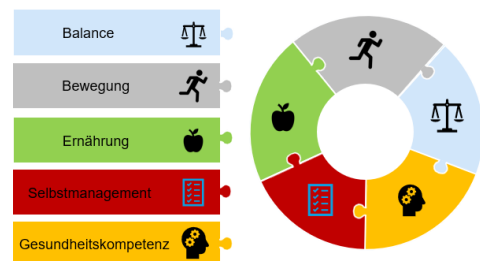 Balance
Bewegung
Ernährung
Selbstmanagement
Gesundheitskompetenz